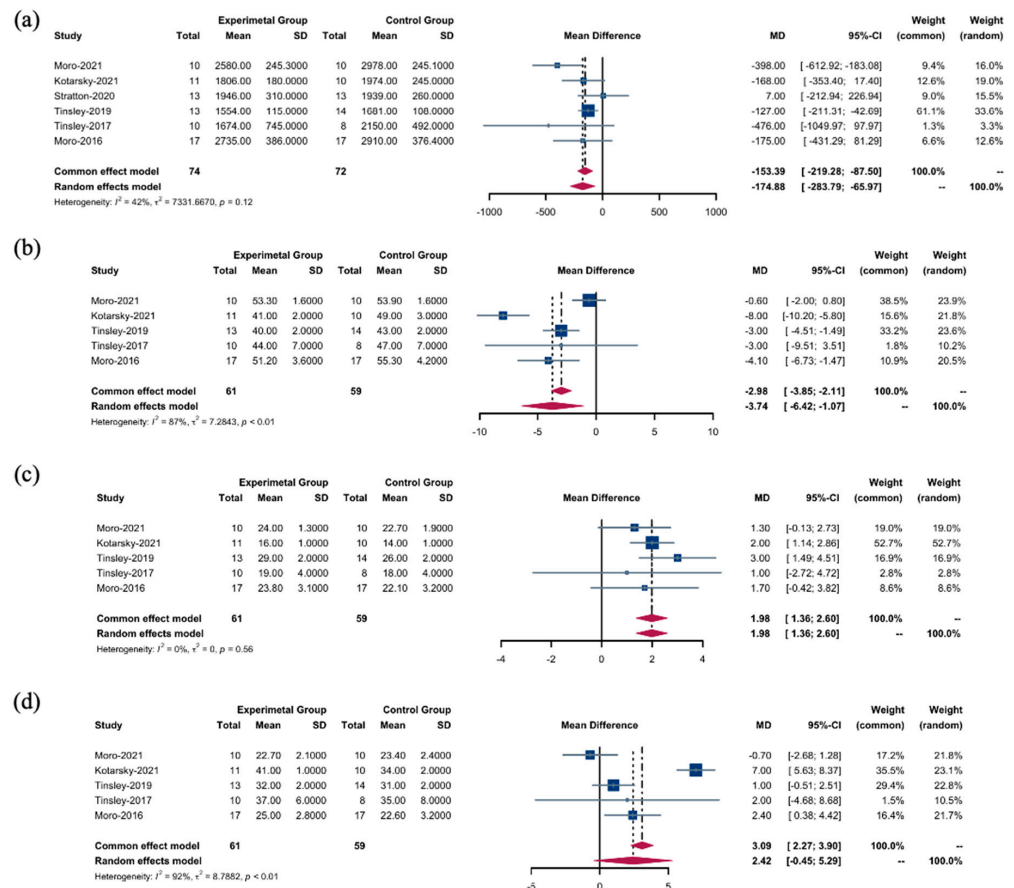 (a)
Experimetal Group Control Group Weight Weight
Study Total Mean SD Total Mean SD Mean Difference MD 95%-CI (common) (random)
Moro-2021 10 2580.00 245.3000 10 2978.00 245.1000 -398.00 [-612.92; -183.08] 9.4% 16.0%
Kotarsky-2021 11 1806.00 180.0000 10 1974.00 245.0000 -168.00 [-353.40; 17.40] 12.6% 19.0%
Stratton-2020 13 1946.00 310.0000 13 1939.00 260.0000 7.00 [-212.94; 226.94] 9.0% 15.5%
Tinsley-2019 13 1554.00 115.0000 14 1681.00 108.0000 -127.00 [-211.31; -42.69] 61.1% 33.6%
Tinsley-2017 10 1674.00 745.0000 8 2150.00 492.0000 -476.00 [-1049.97; 97.97] 1.3% 3.3%
Moro-2016 17 2735.00 386.0000 17 2910.00 376.4000 -175.00 [-431.29; 81.29] 6.6% 12.6%
Common effect model 74 72 -153.39 [-219.28; -87.50] 100.0% --
Random effects model -174.88 [-283.79; -65.97] -- 100.0%
Heterogeneity: I² = 42%, τ² = 7331.6670, p = 0.12
-1000 -500 0 500 1000
(b)
Experimetal Group Control Group Weight Weight
Study Total Mean SD Total Mean SD Mean Difference MD 95%-CI (common) (random)
Moro-2021 10 53.30 1.6000 10 53.90 1.6000 -0.60 [-2.00; 0.80] 38.5% 23.9%
Kotarsky-2021 11 41.00 2.0000 10 49.00 3.0000 -8.00 [-10.20; -5.80] 15.6% 21.8%
Tinsley-2019 13 40.00 2.0000 14 43.00 2.0000 -3.00 [-4.51; -1.49] 33.2% 23.6%
Tinsley-2017 10 44.00 7.0000 8 47.00 7.0000 -3.00 [-9.51; 3.51] 1.8% 10.2%
Moro-2016 17 51.20 3.6000 17 55.30 4.2000 -4.10 [-6.73; -1.47] 10.9% 20.5%
Common effect model 61 59 -2.98 [-3.85; -2.11] 100.0% --
Random effects model -3.74 [-6.42; -1.07] -- 100.0%
Heterogeneity: I² = 87%, τ² = 7.2843, p < 0.01
-10 -5 0 5 10
(c)
Experimetal Group Control Group Weight Weight
Study Total Mean SD Total Mean SD Mean Difference MD 95%-CI (common) (random)
Moro-2021 10 24.00 1.3000 10 22.70 1.9000 1.30 [-0.13; 2.73] 19.0% 19.0%
Kotarsky-2021 11 16.00 1.0000 10 14.00 1.0000 2.00 [ 1.14; 2.86] 52.7% 52.7%
Tinsley-2019 13 29.00 2.0000 14 26.00 2.0000 3.00 [ 1.49; 4.51] 16.9% 16.9%
Tinsley-2017 10 19.00 4.0000 8 18.00 4.0000 1.00 [-2.72; 4.72] 2.8% 2.8%
Moro-2016 17 23.80 3.1000 17 22.10 3.2000 1.70 [-0.42; 3.82] 8.6% 8.6%
Common effect model 61 59 1.98 [ 1.36; 2.60] 100.0% --
Random effects model 1.98 [ 1.36; 2.60] -- 100.0%
Heterogeneity: I² = 0%, τ² = 0, p = 0.56
-4 -2 0 2 4
(d)
Experimetal Group Control Group Weight Weight
Study Total Mean SD Total Mean SD Mean Difference MD 95%-CI (common) (random)
Moro-2021 10 22.70 2.1000 10 23.40 2.4000 -0.70 [-2.68; 1.28] 17.2% 21.8%
Kotarsky-2021 11 41.00 1.0000 10 34.00 2.0000 7.00 [ 5.63; 8.37] 35.5% 23.1%
Tinsley-2019 13 32.00 2.0000 14 31.00 2.0000 1.00 [-0.51; 2.51] 29.4% 22.8%
Tinsley-2017 10 37.00 6.0000 8 35.00 8.0000 2.00 [-4.68; 8.68] 1.5% 10.5%
Moro-2016 17 25.00 2.8000 17 22.60 3.2000 2.40 [ 0.38; 4.42] 16.4% 21.7%
Common effect model 61 59 3.09 [ 2.27; 3.90] 100.0% --
Random effects model 2.42 [-0.45; 5.29] -- 100.0%
Heterogeneity: I² = 92%, τ² = 8.7882, p < 0.01
-5 0 5